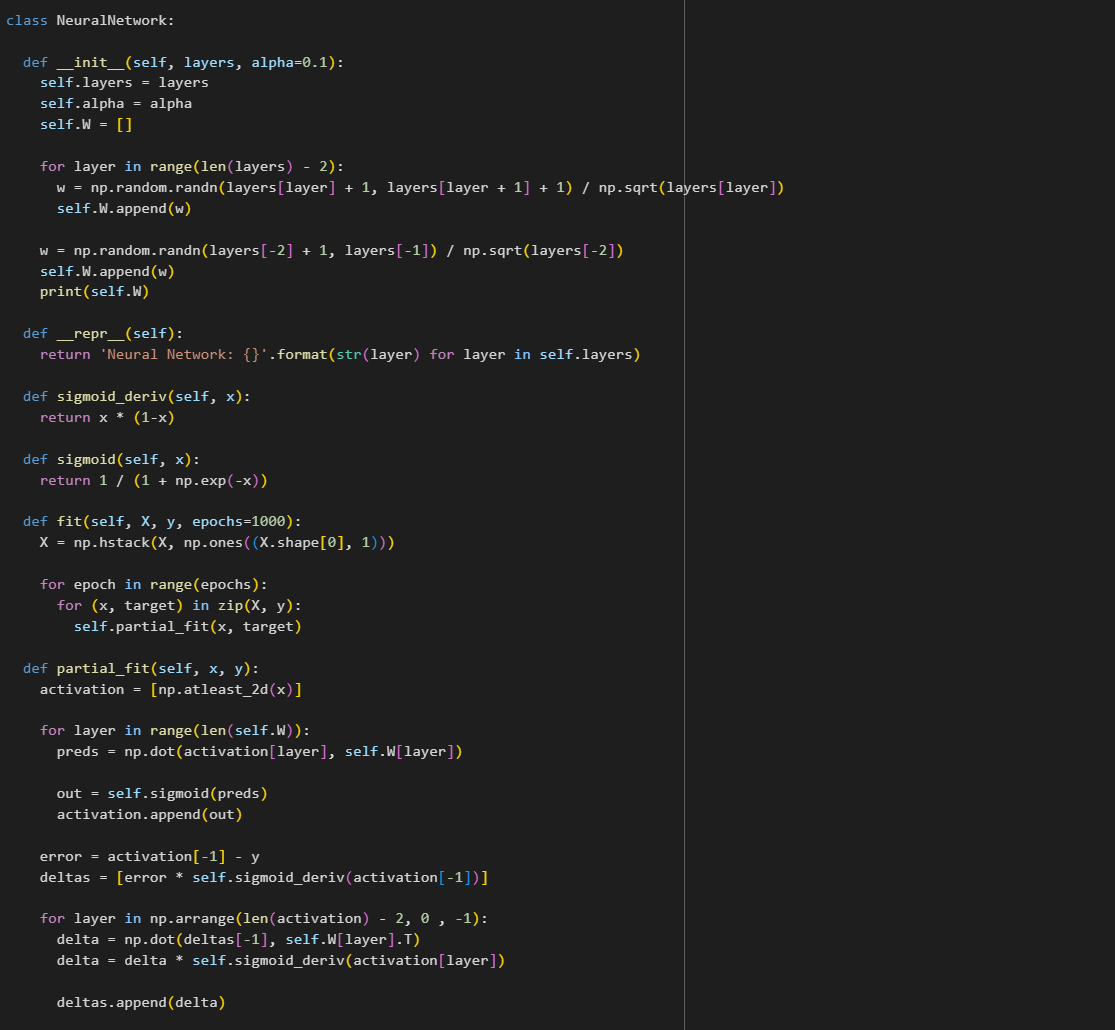 class NeuralNetwork:
def __init__(self, layers, alpha=0.1):
self.layers = layers
self.alpha = alpha
self.W = []
for layer in range(len(layers) - 2):
w = np.random.randn(layers[layer] + 1, layers[layer + 1] + 1) / np.sqrt(layers[layer])
self.W.append(w)
w = np.random.randn(layers[-2] + 1, layers[-1]) / np.sqrt(layers[-2])
self.W.append(w)
print(self.W)
def __repr__(self):
return 'Neural Network: {}'.format(str(layer) for layer in self.layers)
def sigmoid_deriv(self, x):
return x * (1-x)
def sigmoid(self, x):
return 1 / (1 + np.exp(-x))
def fit(self, X, y, epochs=1000):
X = np.hstack(X, np.ones((X.shape[0], 1)))
for epoch in range(epochs):
for (x, target) in zip(X, y):
self.partial_fit(x, target)
def partial_fit(self, x, y):
activation = [np.atleast_2d(x)]
for layer in range(len(self.W)):
preds = np.dot(activation[layer], self.W[layer])
out = self.sigmoid(preds)
activation.append(out)
error = activation[-1] - y
deltas = [error * self.sigmoid_deriv(activation[-1])]
for layer in np.arrange(len(activation) - 2, 0 , -1):
delta = np.dot(deltas[-1], self.W[layer].T)
delta = delta * self.sigmoid_deriv(activation[layer])
deltas.append(delta)